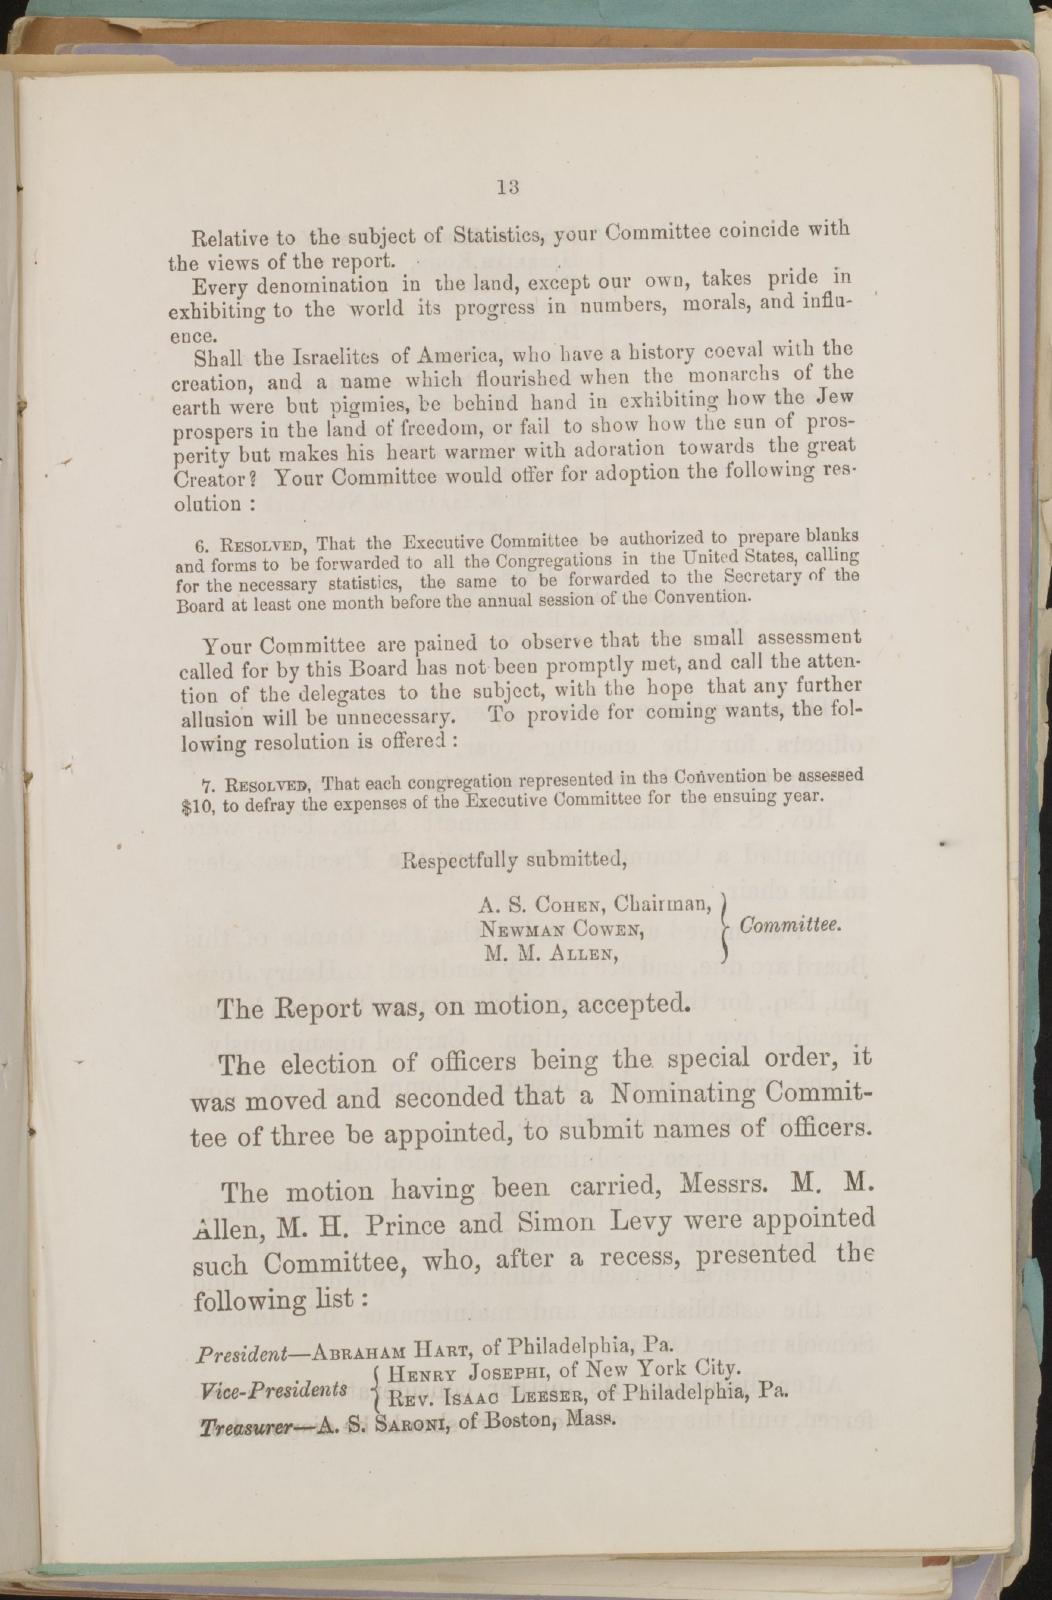 13
Relative to the subject of Statistics, your Committee coincide with
the views of the report.
Every denomination in the land, except our own, takes pride in
exhibiting to the world its progress in numbers, morals, and influ-
ence.
Shall the Israelites of America, who have a history coeval with the
creation, and a name which flourished when the monarchs of the
earth were but pigmies, be behind hand in exhibiting how the Jew
prospers in the land of freedom, or fail to show how the sun of pros-
perity but makes his heart warmer with adoration towards the great
Creator? Your Committee would offer for adoption the following res-
olution :
6. RESOLVED, That the Executive Committee be authorized to prepare blanks
and forms to be forwarded to all the Congregations in the United States, calling
for the necessary statistics, the same to be forwarded to the Secretary of the
Board at least one month before the annual session of the Convention.
Your Committee are pained to observe that the small assessment
called for by this Board has not been promptly met, and call the atten-
tion of the delegates to the subject, with the hope that any further
allusion will be unnecessary. To provide for coming wants, the fol-
lowing resolution is offered :
7. RESOLVED, That each congregation represented in the Convention be assessed
$10, to defray the expenses of the Executive Committee for the ensuing year.
Respectfully submitted,
A. S. COHEN, Chairman,
NEWMAN COWEN,
M. M. ALLEN,
} Committee.
The Report was, on motion, accepted.
The election of officers being the special order, it
was moved and seconded that a Nominating Commit-
tee of three be appointed, to submit names of officers.
The motion having been carried, Messrs. M. M.
Allen, M. H. Prince and Simon Levy were appointed
such Committee, who, after a recess, presented the
following list :
President—ABRAHAM HART, of Philadelphia, Pa.
Vice-Presidents { HENRY JOSEPHI, of New York City.
REV. ISAAC LEESER, of Philadelphia, Pa.
Treasurer—A. S. SARONI, of Boston, Mass.